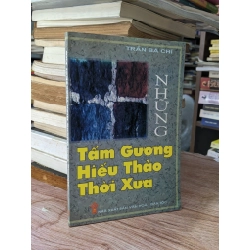 TRẦN BÁ CHÍ
NHỮNG
Tấm Gương
Hiếu Thảo
Thời Xưa